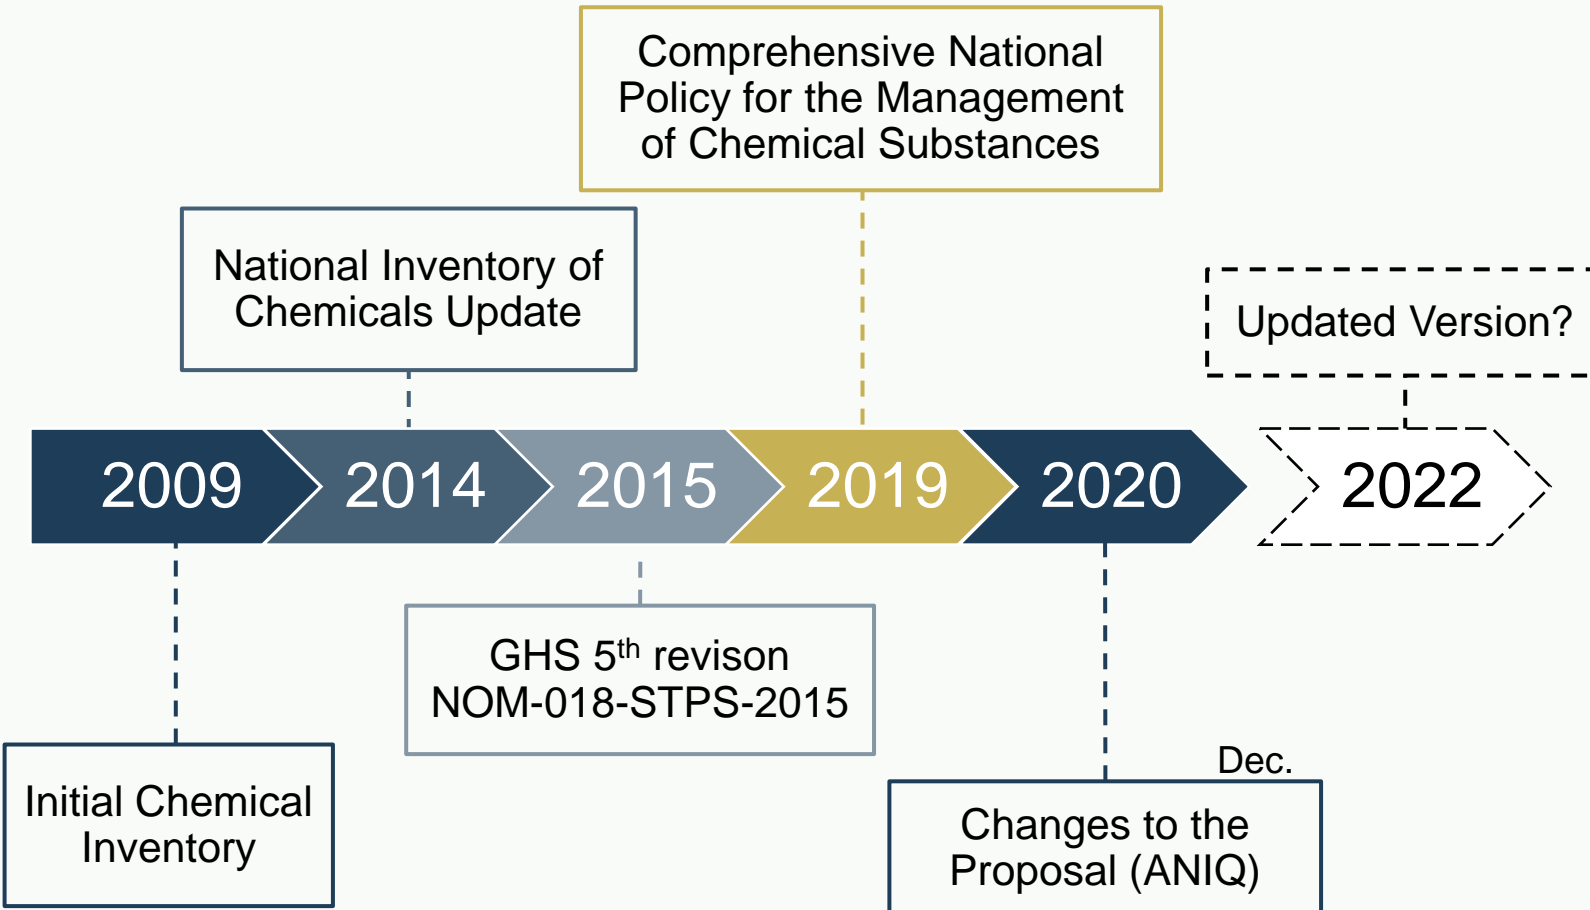 Comprehensive National
Policy for the Management
of Chemical Substances
National Inventory of
Chemicals Update
Updated Version?
2009
2014
2015
2019
2020
2022
GHS 5th revison
NOM-018-STPS-2015
Dec.
Initial Chemical
Inventory
Changes to the
Proposal (ANIQ)